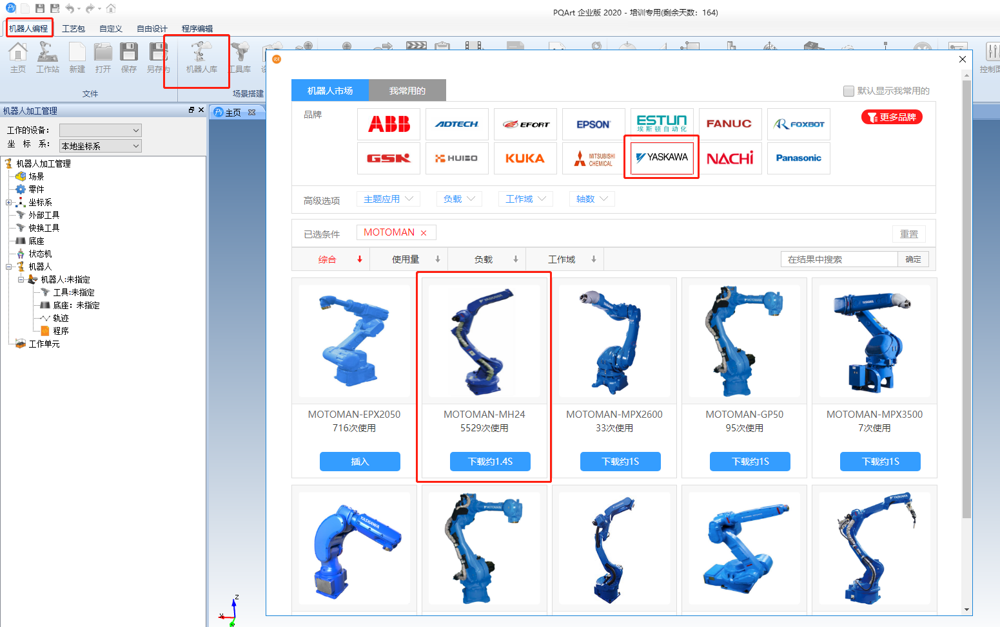 PQArt 企业版 2020 - 培训专用(剩余天数：164)
机器人编程 工艺包 自定义 自由设计 程序编辑
主页 工作站 新建 打开 保存 另存为 机器人库 工具库 控制面
文件 场景搭建
机器人加工管理
主页
工作的设备：
坐 标 系： 本地坐标系
机器人加工管理
场景
零件
坐标系
外部工具
快换工具
底座
状态机
机器人
机器人:未指定
工具:未指定
底座：未指定
轨迹
程序
工作单元
机器人市场 我常用的 默认显示我常用的
品牌 更多品牌
ABB ADTECH EFORT EPSON ESTUN 埃斯顿自动化 FANUC FOXBOT
GSK HUIBO KUKA MITSUBISHI CHEMICAL YASKAWA NACHi Panasonic
高级选项 主题应用 负载 工作域 轴数
已选条件 MOTOMAN × 重置
综合 使用量 负载 工作域 在结果中搜索 确定
MOTOMAN-EPX2050 MOTOMAN-MH24 MOTOMAN-MPX2600 MOTOMAN-GP50 MOTOMAN-MPX3500
716次使用 5529次使用 33次使用 95次使用 7次使用
插入 下载约1.4S 下载约1S 下载约1S 下载约1S
YASKAWA
Z
X
Y